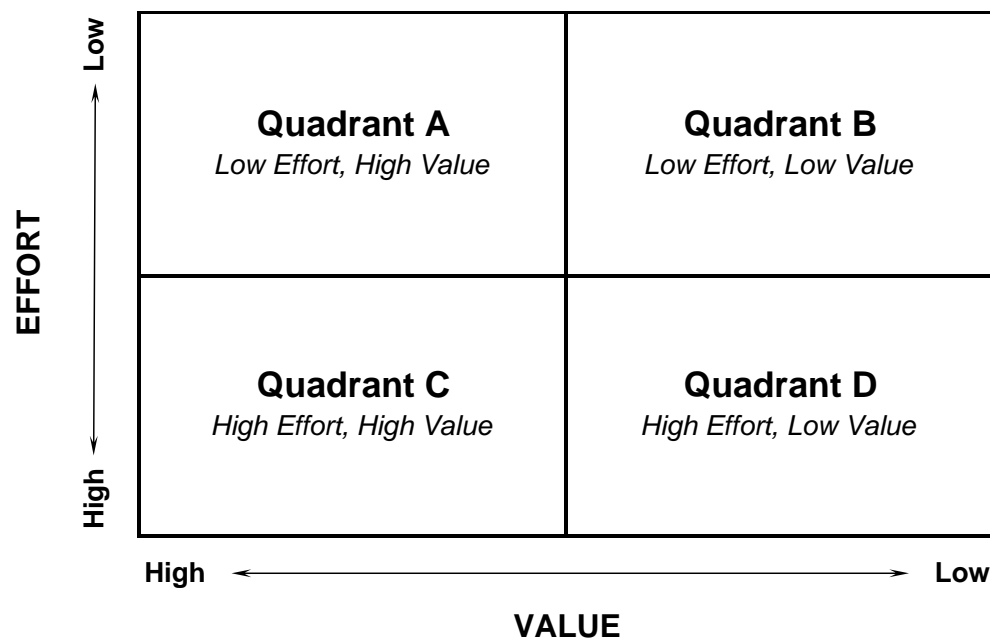 Low
Quadrant A
Low Effort, High Value
Quadrant B
Low Effort, Low Value
EFFORT
Quadrant C
High Effort, High Value
Quadrant D
High Effort, Low Value
High
High
Low
VALUE